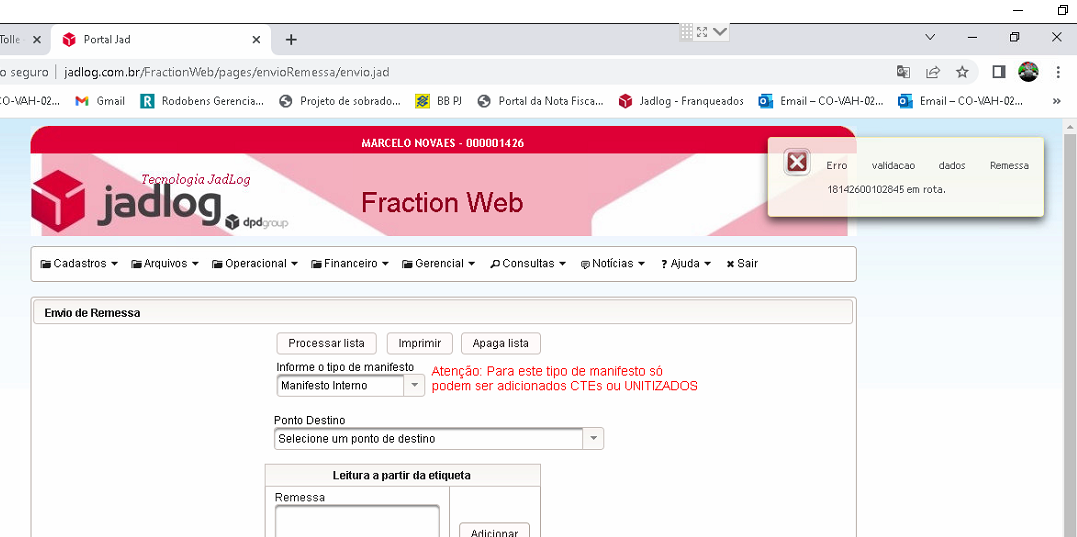 Tolle
Portal Jad
o seguro
jadlog.com.br/FractionWeb/pages/envioRemessa/envio.jad
CO-VAH-02...
Gmail
Rodobens Gerencia...
Projeto de sobrado...
BB PJ
Portal da Nota Fisca...
Jadlog - Franqueados
Email – CO-VAH-02...
Email – CO-VAH-02...
MARCELO NOVAES - 000001426
Tecnologia JadLog
jadlog
dpdgroup
Fraction Web
Erro validacao dados Remessa
18142600102845 em rota.
Cadastros
Arquivos
Operacional
Financeiro
Gerencial
Consultas
Notícias
? Ajuda
Sair
Envio de Remessa
Processar lista
Imprimir
Apaga lista
Informe o tipo de manifesto
Manifesto Interno
Atenção: Para este tipo de manifesto só
podem ser adicionados CTEs ou UNITIZADOS
Ponto Destino
Selecione um ponto de destino
Leitura a partir da etiqueta
Remessa
Adicionar